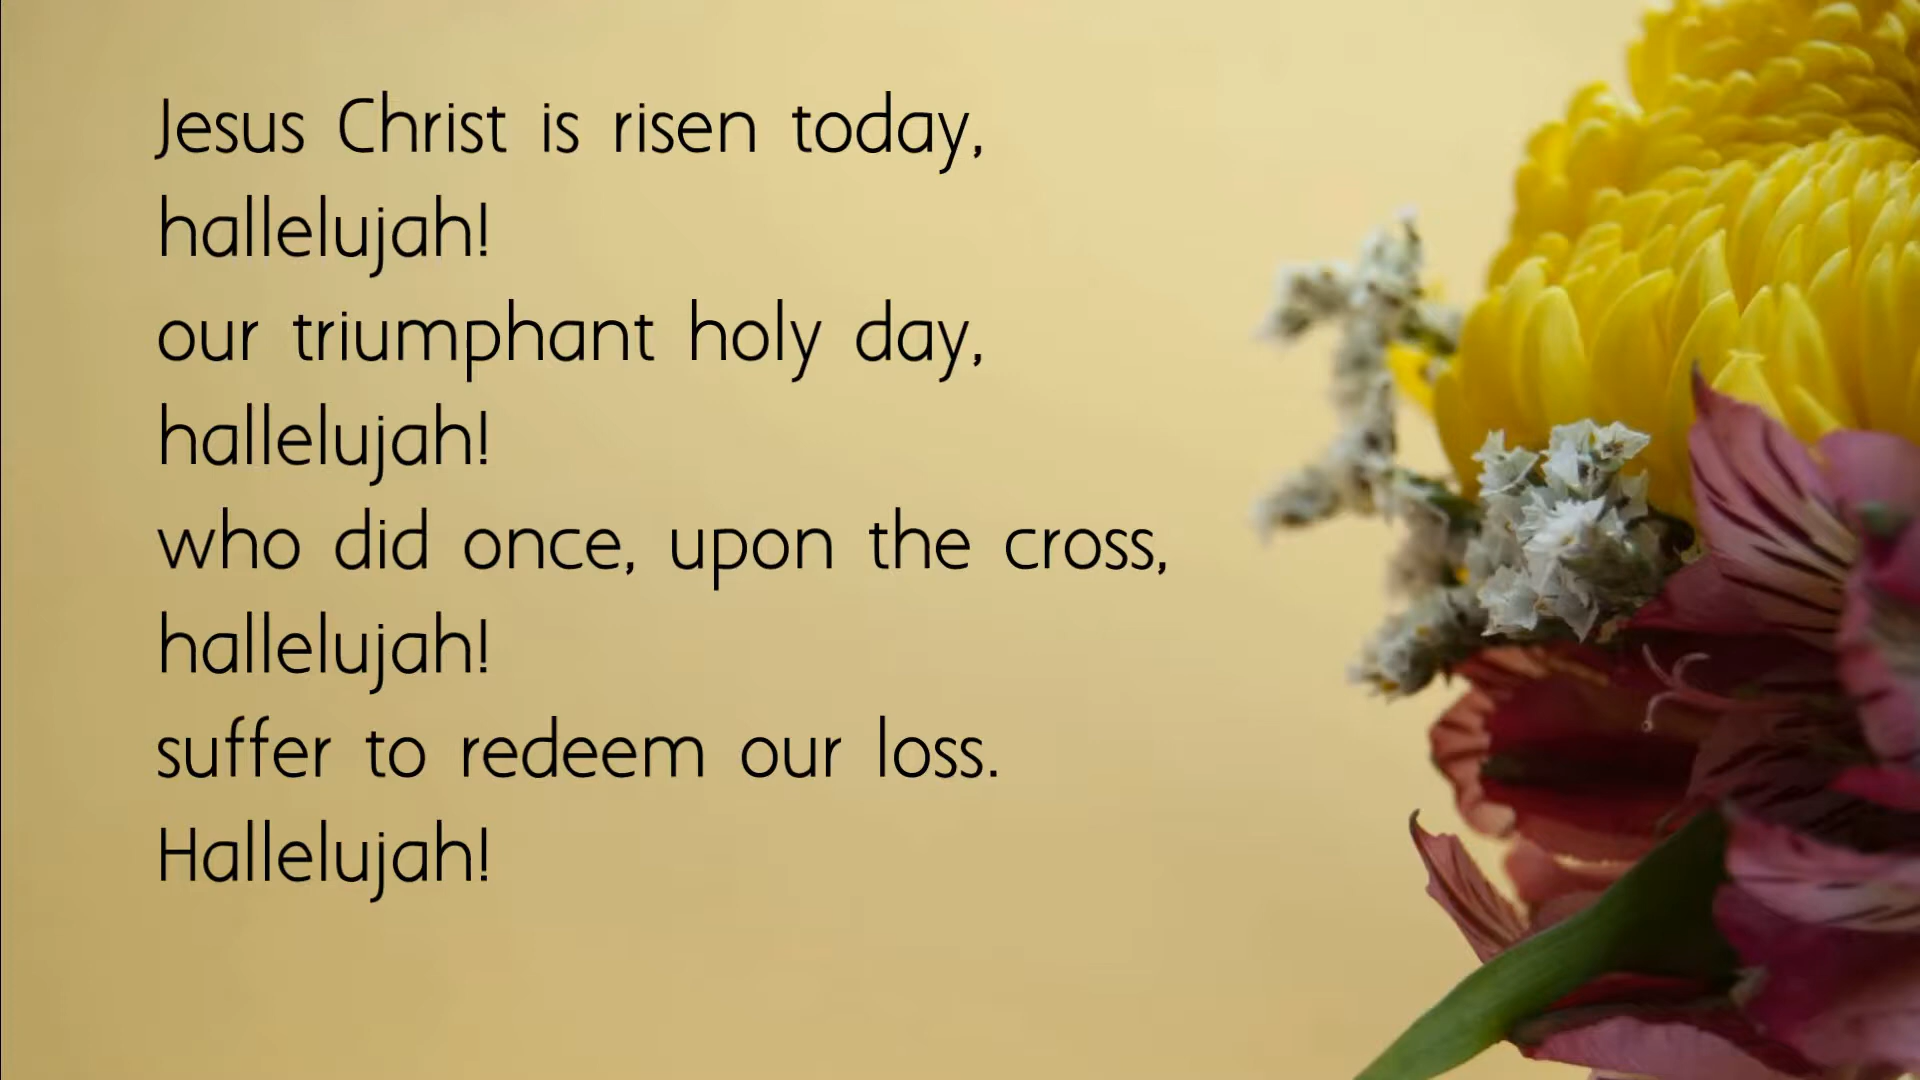 Jesus Christ is risen today,
hallelujah!
our triumphant holy day,
hallelujah!
who did once, upon the cross,
hallelujah!
suffer to redeem our loss.
Hallelujah!